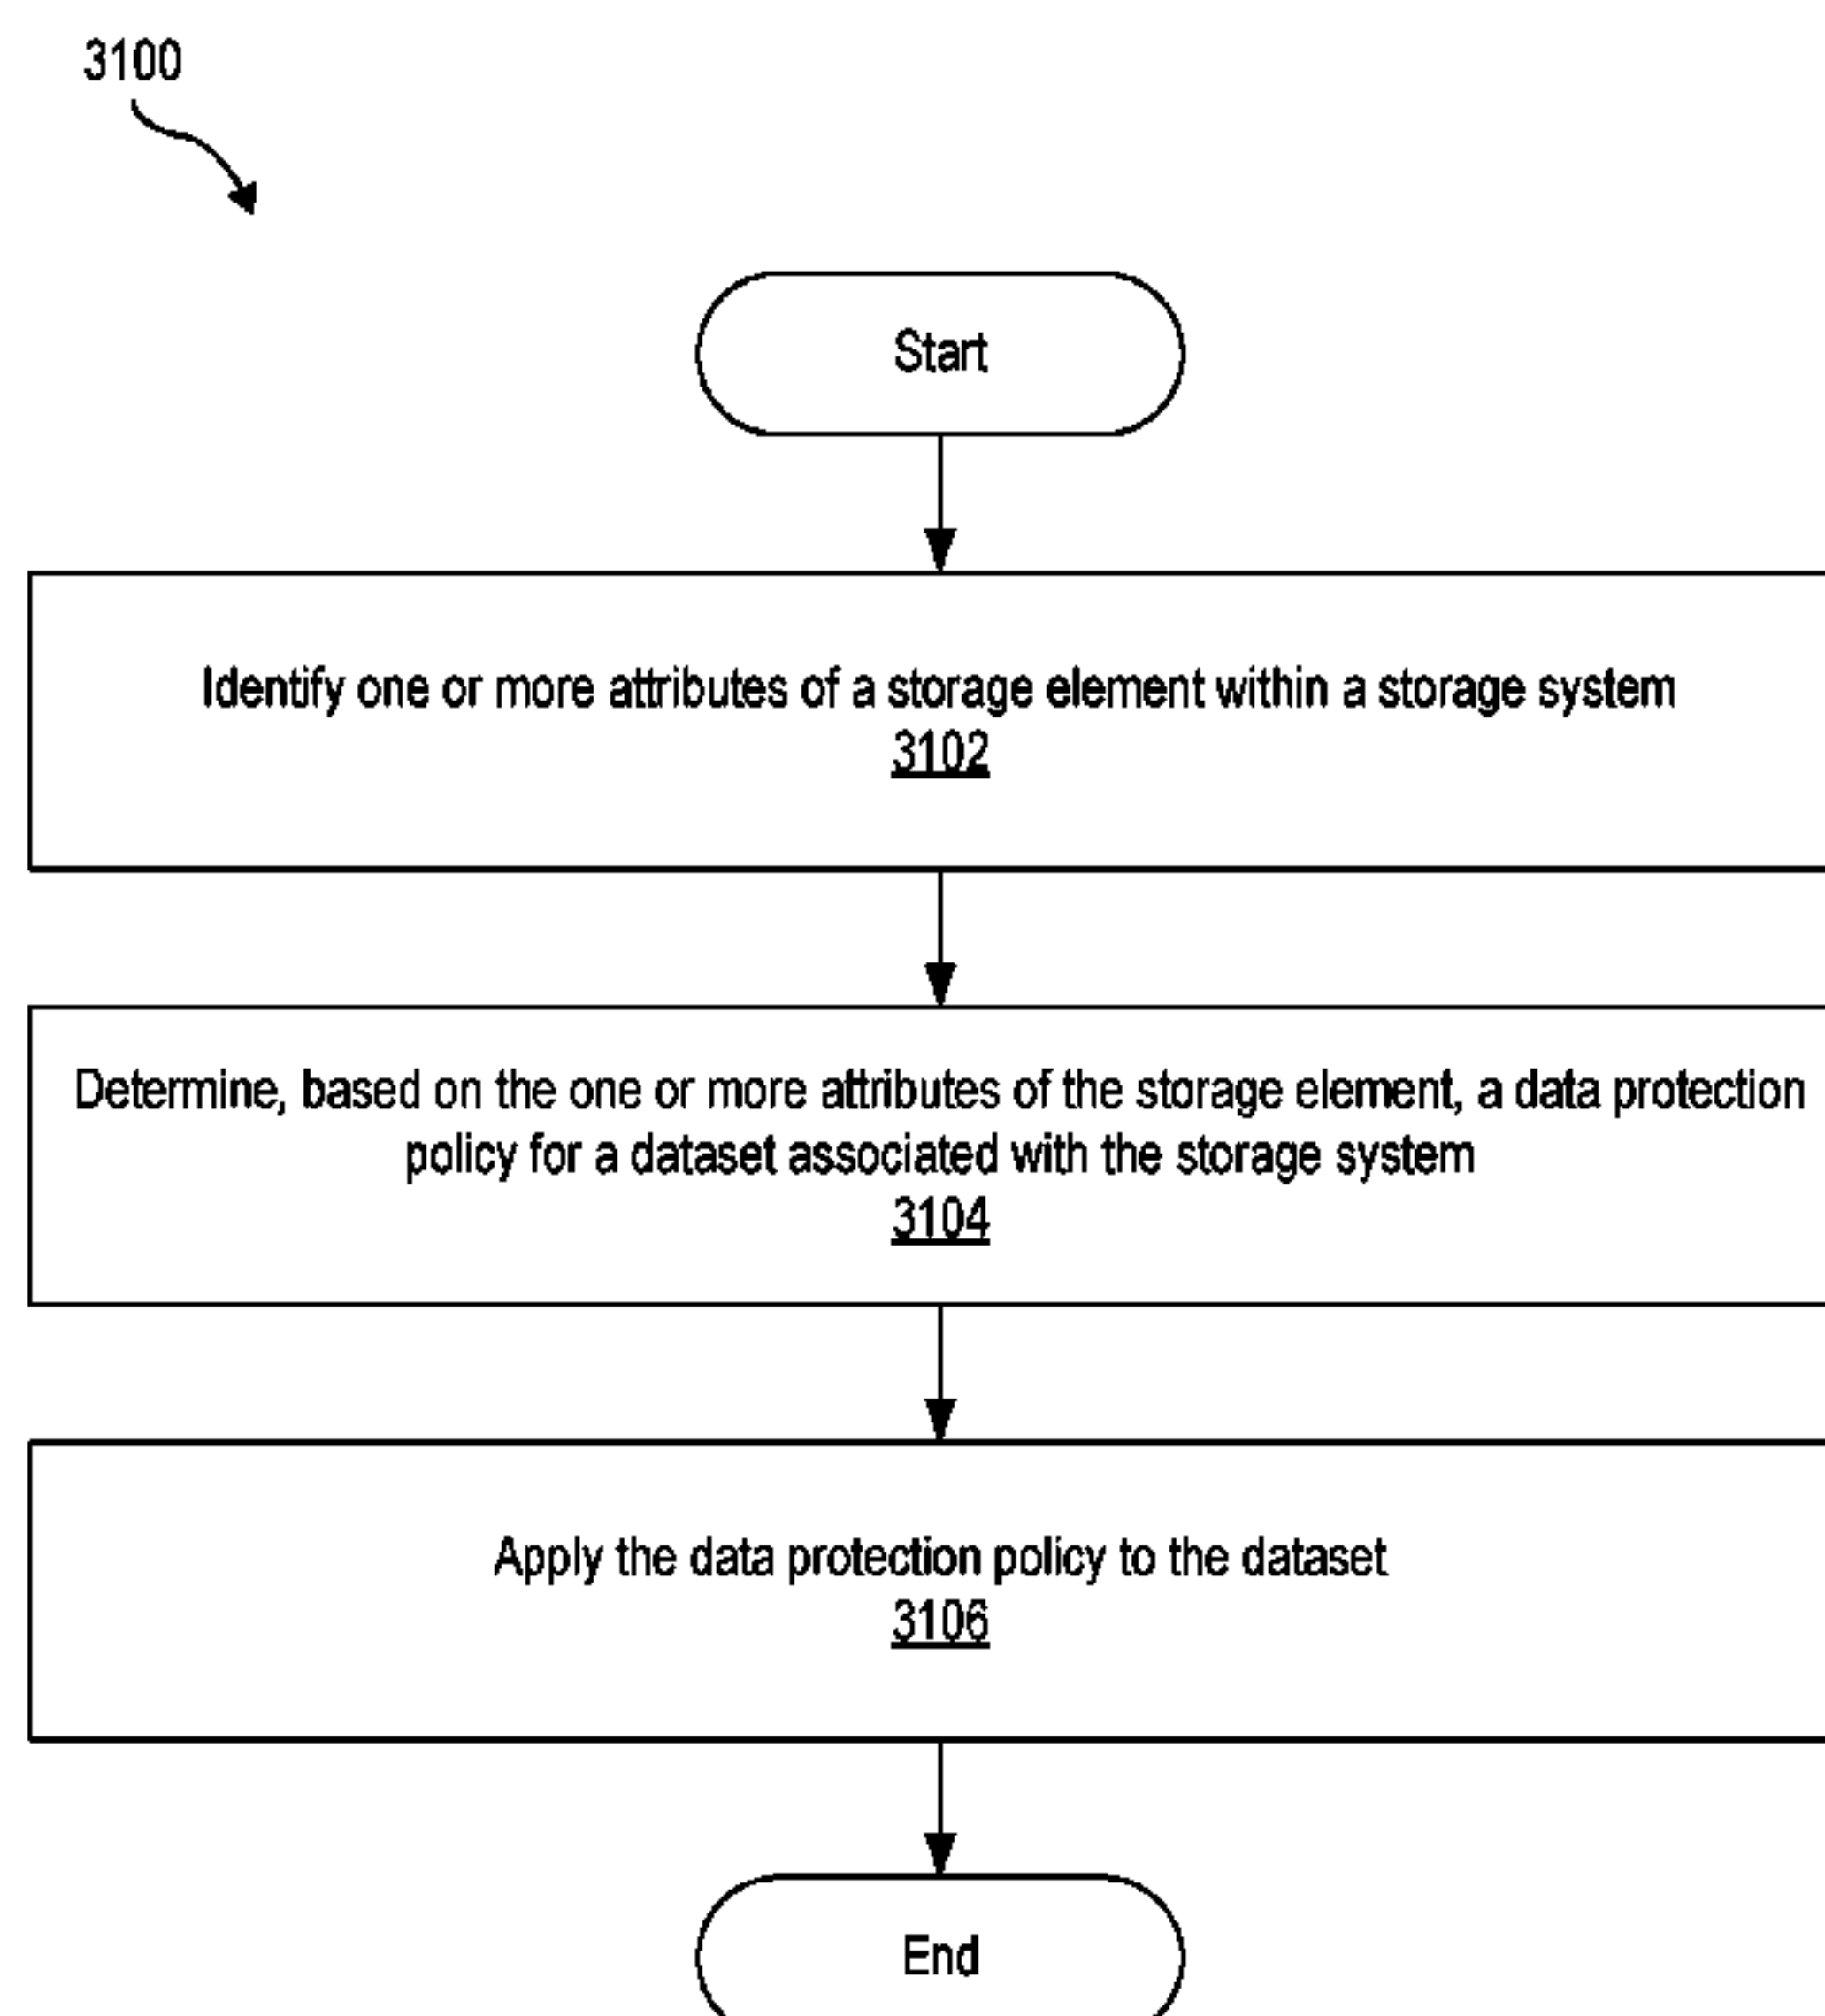 3100
Start
Identify one or more attributes of a storage element within a storage system
3102
Determine, based on the one or more attributes of the storage element, a data protection
policy for a dataset associated with the storage system
3104
Apply the data protection policy to the dataset
3106
End